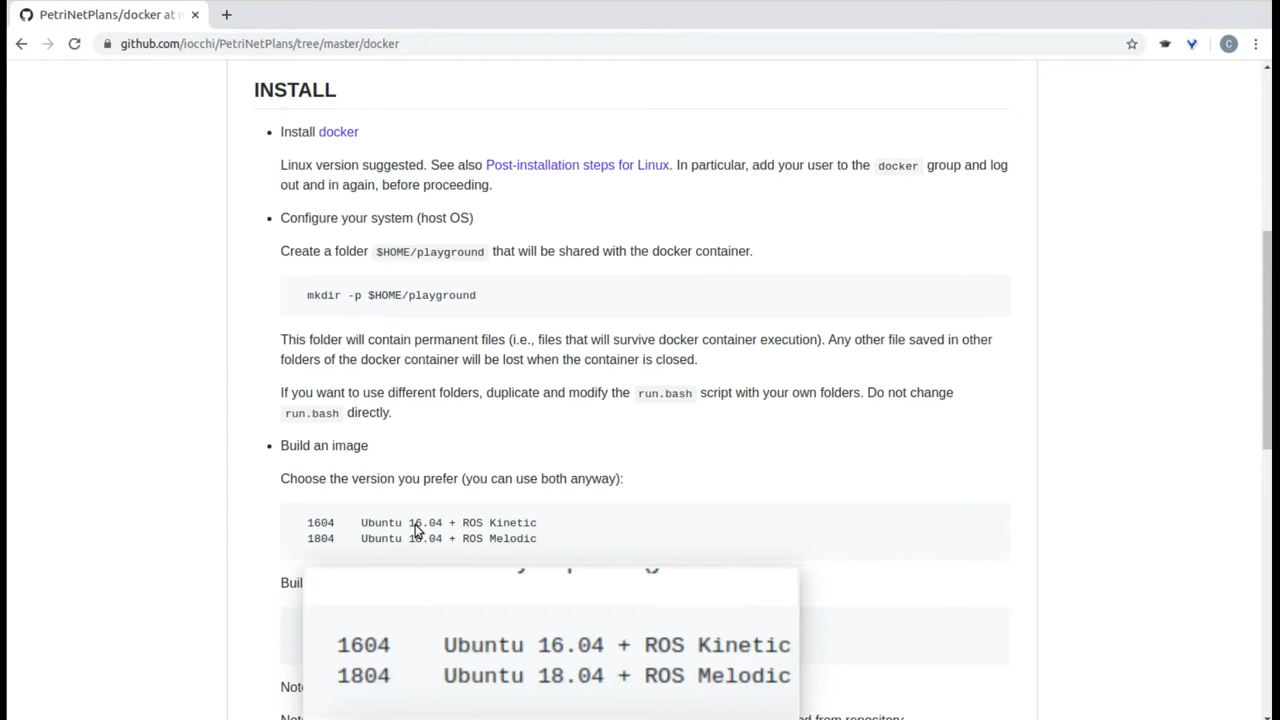 PetriNetPlans/docker at m
github.com/iocchi/PetriNetPlans/tree/master/docker
C
INSTALL
Install docker
Linux version suggested. See also Post-installation steps for Linux. In particular, add your user to the docker group and log
out and in again, before proceeding.
Configure your system (host OS)
Create a folder $HOME/playground that will be shared with the docker container.
mkdir -p $HOME/playground
This folder will contain permanent files (i.e., files that will survive docker container execution). Any other file saved in other
folders of the docker container will be lost when the container is closed.
If you want to use different folders, duplicate and modify the run.bash script with your own folders. Do not change
run.bash directly.
Build an image
Choose the version you prefer (you can use both anyway):
1604 Ubuntu 16.04 + ROS Kinetic
1804 Ubuntu 18.04 + ROS Melodic
1604 Ubuntu 16.04 + ROS Kinetic
1804 Ubuntu 18.04 + ROS Melodic
from repository